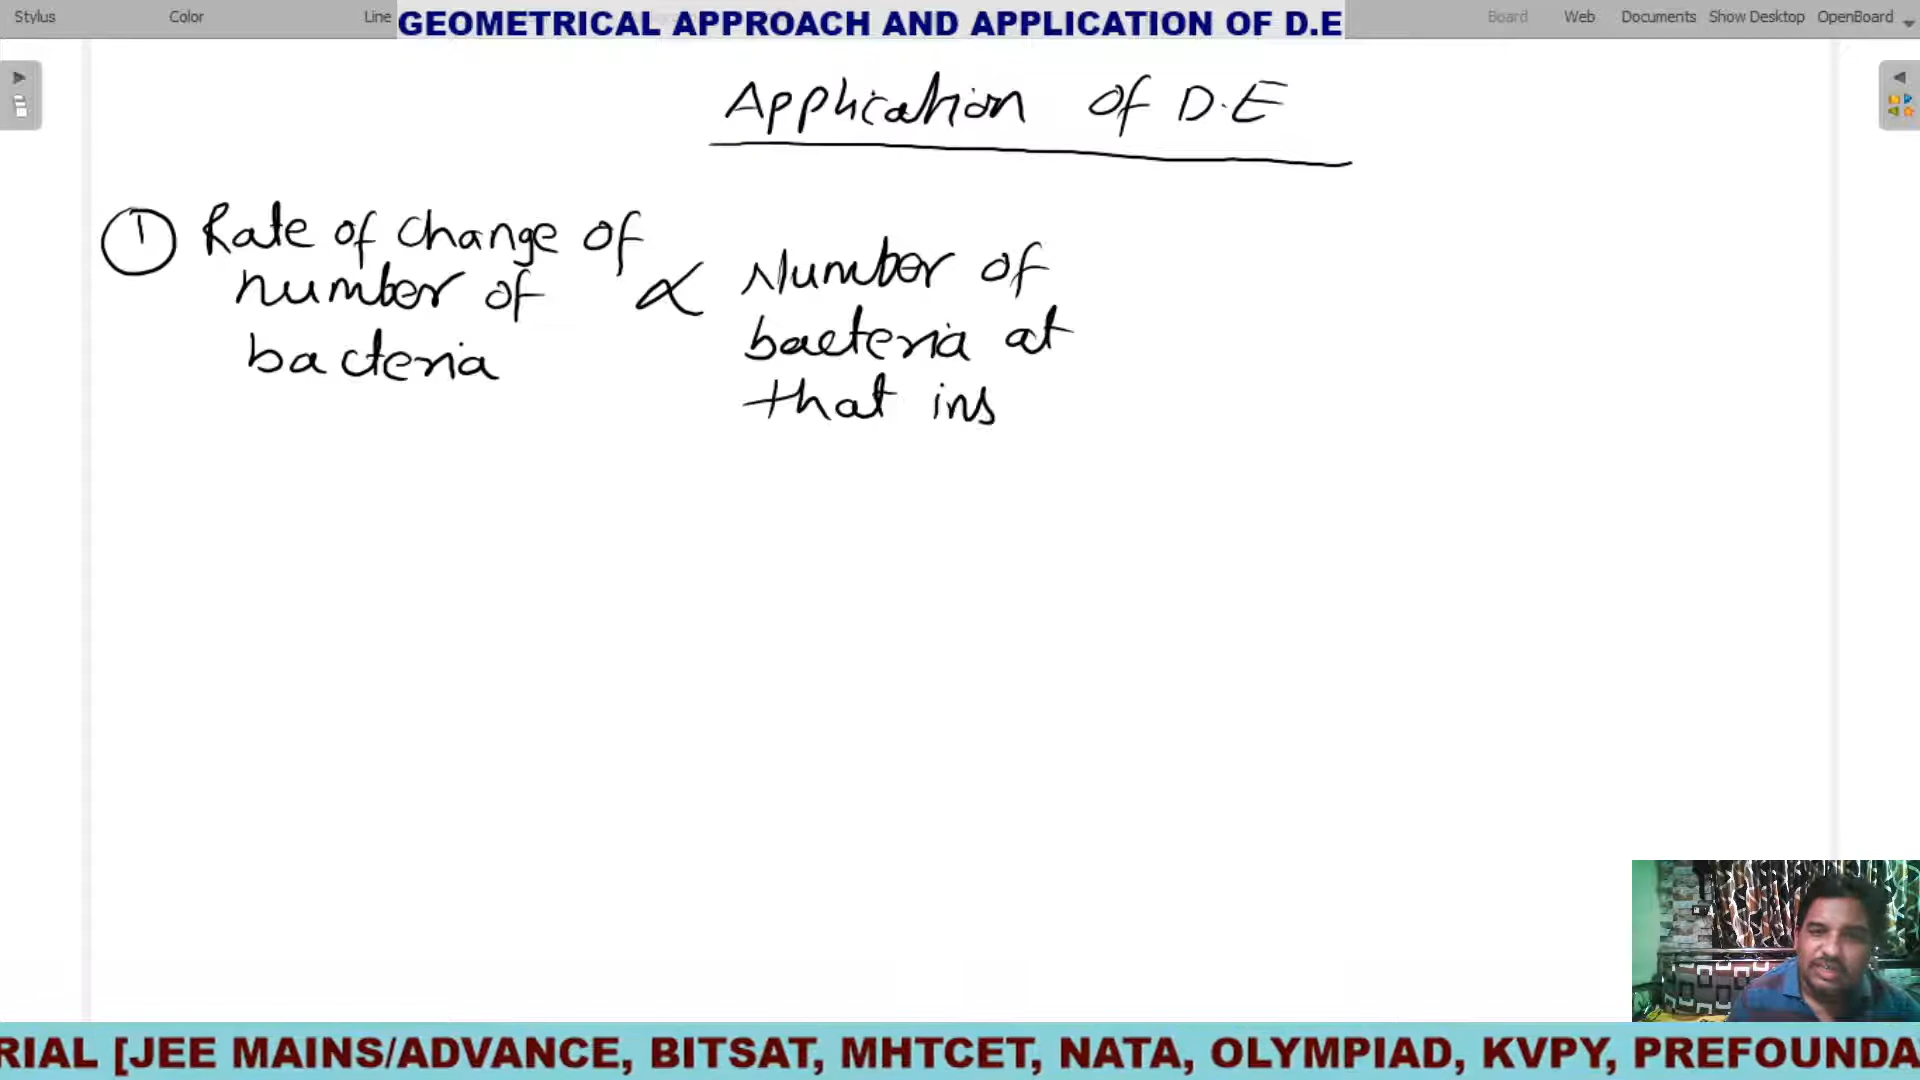 Stylus Color Line
GEOMETRICAL APPROACH AND APPLICATION OF D.E
Board Web Documents Show Desktop OpenBoard
Application of D.E
1 Rate of change of
number of
bacteria
∝
Number of
bacteria at
that ins
RIAL [JEE MAINS/ADVANCE, BITSAT, MHTCET, NATA, OLYMPIAD, KVPY, PREFOUNDA